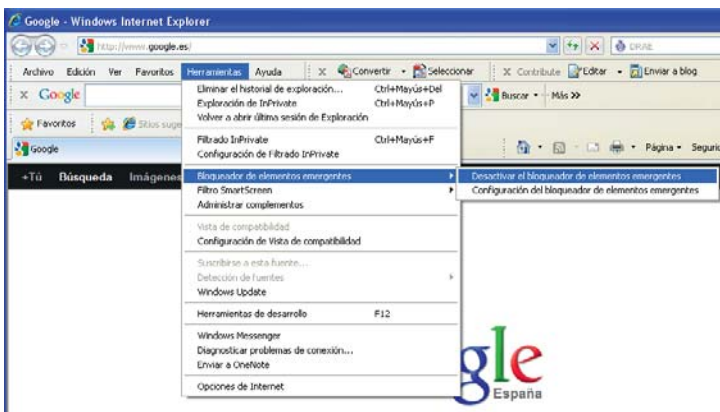 Google - Windows Internet Explorer
http://www.google.es/
DRAE
Archivo Edición Ver Favoritos Herramientas Ayuda x Convertir Seleccionar X Contribute Editar Enviar a blog
x Google Buscar Más »
Favoritos Sitios
Google Página
+Tú Búsqueda Imágenes
Eliminar el historial de exploración... Ctrl+Mayús+Del
Exploración de InPrivate Ctrl+Mayús+P
Volver a abrir última sesión de Exploración
Filtrado InPrivate Ctrl+Mayús+F
Configuración de Filtrado InPrivate
Bloqueador de elementos emergentes
Desactivar el bloqueador de elementos emergentes
Configuración del bloqueador de elementos emergentes
Filtro SmartScreen
Administrar complementos
Vista de compatibilidad
Configuración de Vista de compatibilidad
Suscribirse a esta fuente...
Detección de fuentes
Windows Update
Herramientas de desarrollo F12
Windows Messenger
Diagnosticar problemas de conexión...
Enviar a OneNote
Opciones de Internet
gle
España